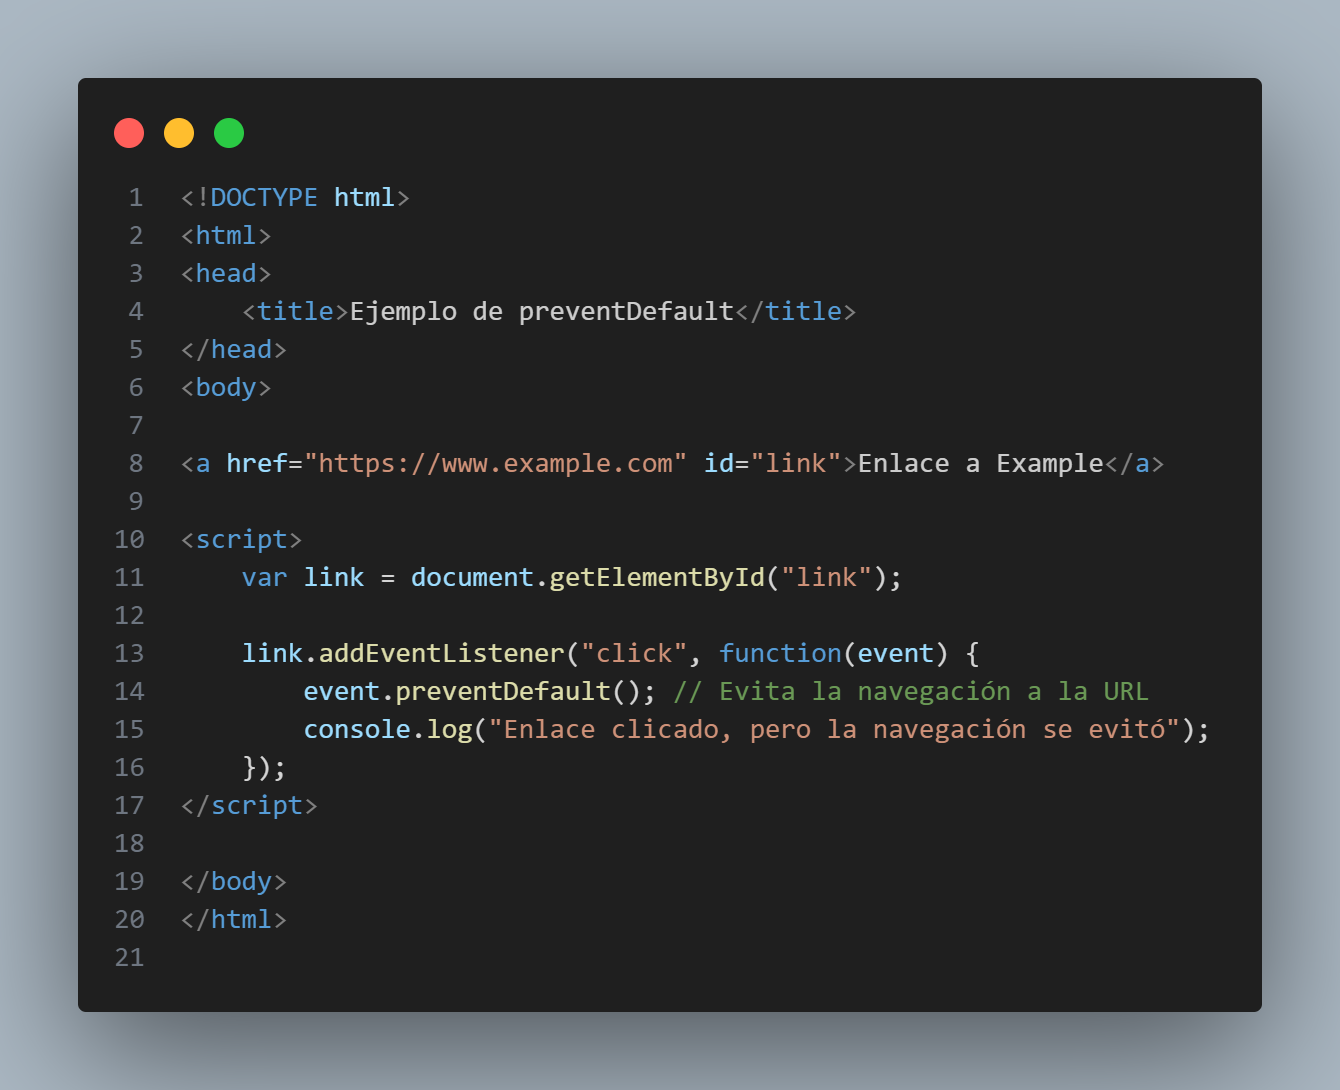 1 <!DOCTYPE html>
2 <html>
3 <head>
4     <title>Ejemplo de preventDefault</title>
5 </head>
6 <body>
7
8 <a href="https://www.example.com" id="link">Enlace a Example</a>
9
10 <script>
11     var link = document.getElementById("link");
12
13     link.addEventListener("click", function(event) {
14         event.preventDefault(); // Evita la navegación a la URL
15         console.log("Enlace clicado, pero la navegación se evitó");
16     });
17 </script>
18
19 </body>
20 </html>
21